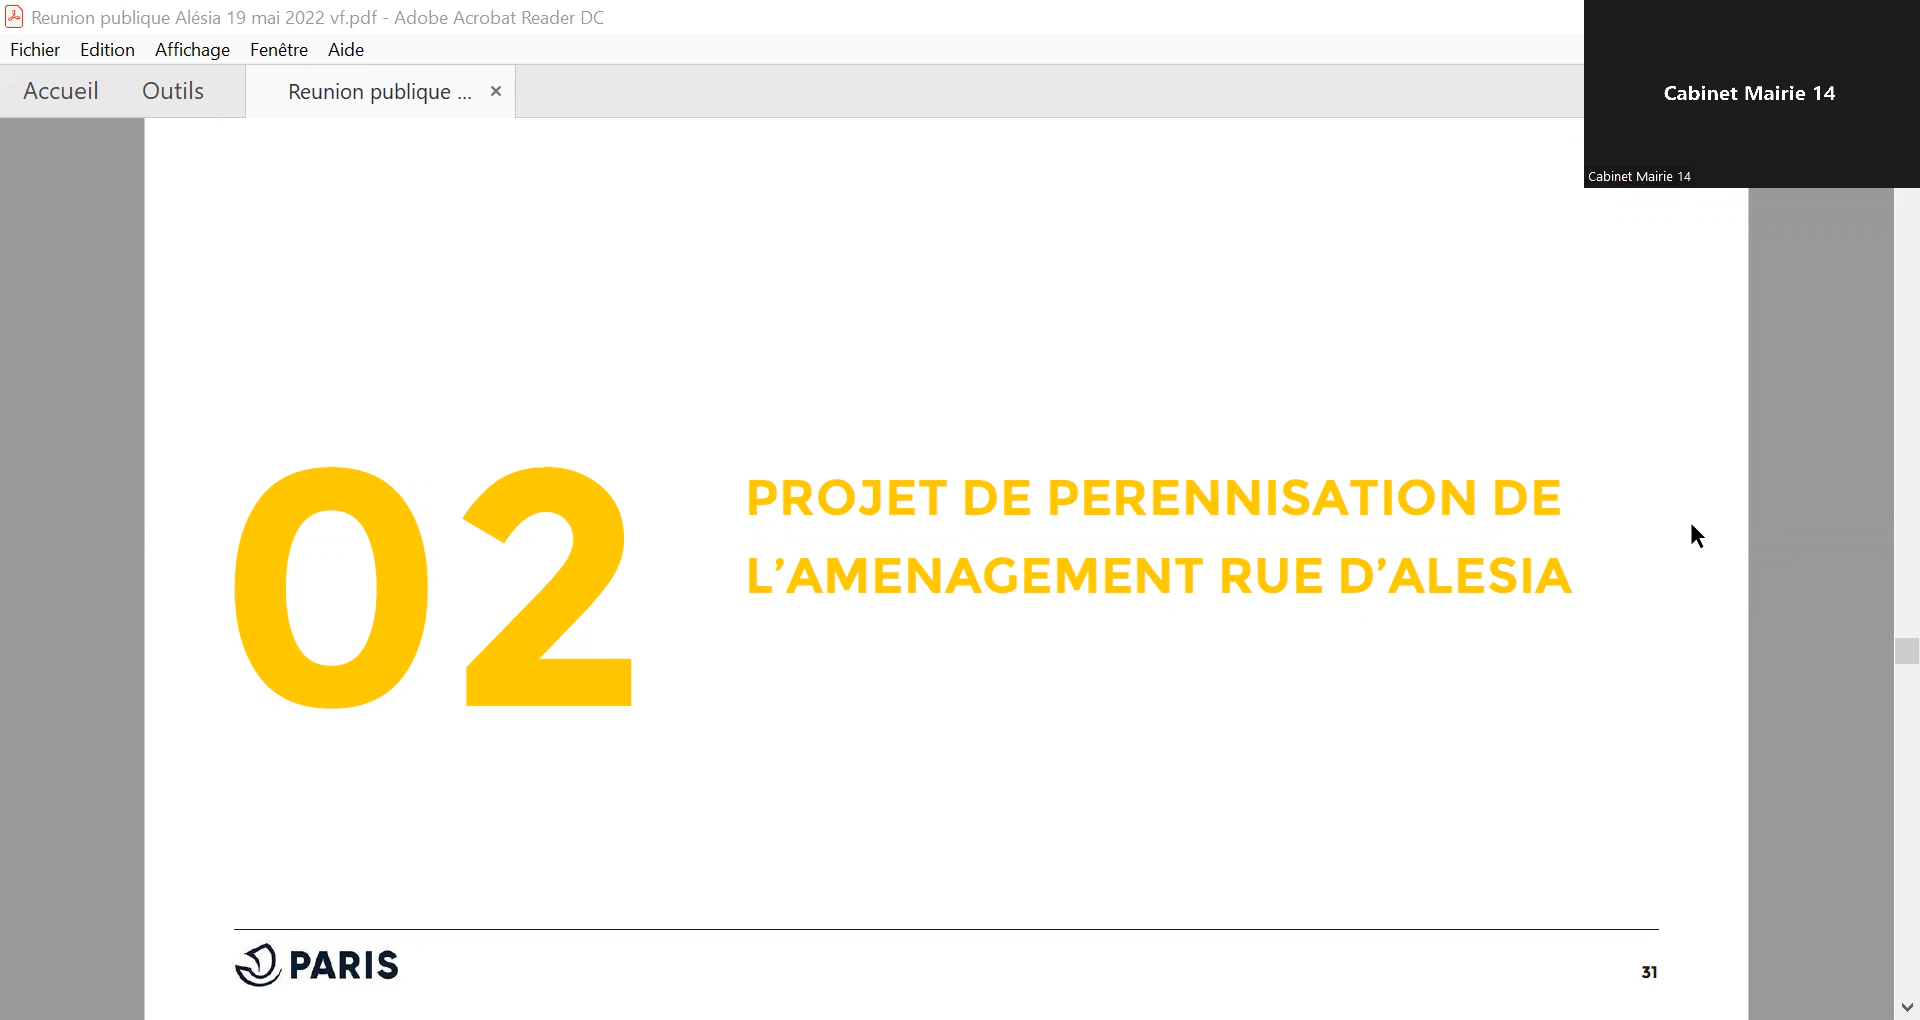 Reunion publique Alésia 19 mai 2022 vf.pdf - Adobe Acrobat Reader DC
Fichier Edition Affichage Fenêtre Aide
Accueil Outils Reunion publique ... ×
Cabinet Mairie 14
Cabinet Mairie 14
02
PROJET DE PERENNISATION DE
L’AMENAGEMENT RUE D’ALESIA
PARIS
31